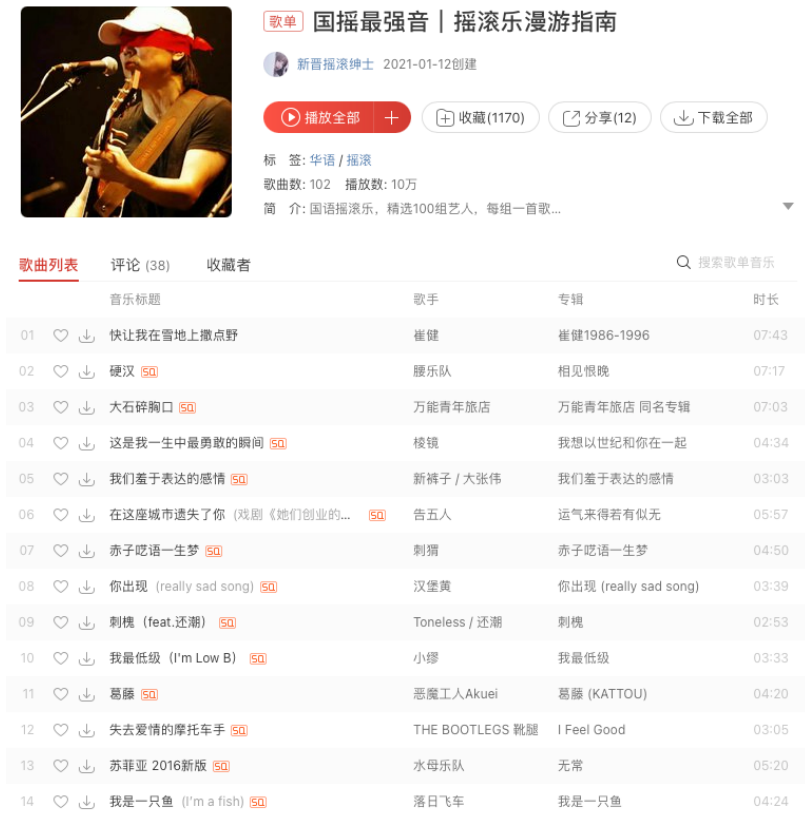 歌单 国摇最强音｜摇滚乐漫游指南
新晋摇滚绅士 2021-01-12创建
播放全部 + 收藏(1170) 分享(12) 下载全部
标 签: 华语 / 摇滚
歌曲数: 102 播放数: 10万
简 介: 国语摇滚乐，精选100组艺人，每组一首歌...
歌曲列表 评论 (38) 收藏者 搜索歌单音乐
音乐标题 歌手 专辑 时长
01 快让我在雪地上撒点野 崔健 崔健1986-1996 07:43
02 硬汉 SQ 腰乐队 相见恨晚 07:17
03 大石碎胸口 SQ 万能青年旅店 万能青年旅店 同名专辑 07:03
04 这是我一生中最勇敢的瞬间 SQ 棱镜 我想以世纪和你在一起 04:34
05 我们羞于表达的感情 SQ 新裤子 / 大张伟 我们羞于表达的感情 03:03
06 在这座城市遗失了你 (戏剧《她们创业的... SQ 告五人 运气来得若有似无 05:57
07 赤子呓语一生梦 SQ 刺猬 赤子呓语一生梦 04:50
08 你出现 (really sad song) SQ 汉堡黄 你出现 (really sad song) 03:39
09 刺槐（feat.还潮） SQ Toneless / 还潮 刺槐 02:53
10 我最低级（I'm Low B） SQ 小缪 我最低级 03:33
11 葛藤 SQ 恶魔工人Akuei 葛藤 (KATTOU) 04:20
12 失去爱情的摩托车手 SQ THE BOOTLEGS 靴腿 I Feel Good 03:05
13 苏菲亚 2016新版 SQ 水母乐队 无常 05:20
14 我是一只鱼 (I'm a fish) SQ 落日飞车 我是一只鱼 04:24